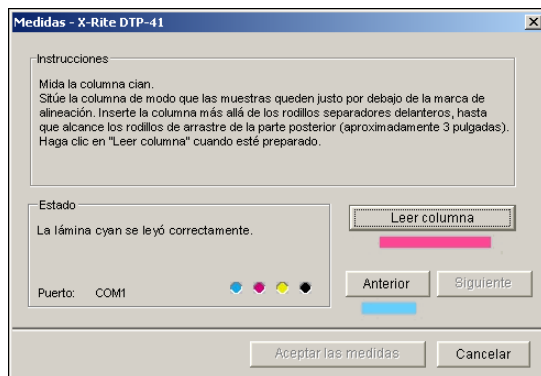 Medidas - X-Rite DTP-41
Instrucciones
Mida la columna cian.
Sitúe la columna de modo que las muestras queden justo por debajo de la marca de
alineación. Inserte la columna más allá de los rodillos separadores delanteros, hasta
que alcance los rodillos de arrastre de la parte posterior (aproximadamente 3 pulgadas).
Haga clic en "Leer columna" cuando esté preparado.
Estado
La lámina cyan se leyó correctamente.
Leer columna
Puerto: COM1
Anterior
Siguiente
Aceptar las medidas
Cancelar